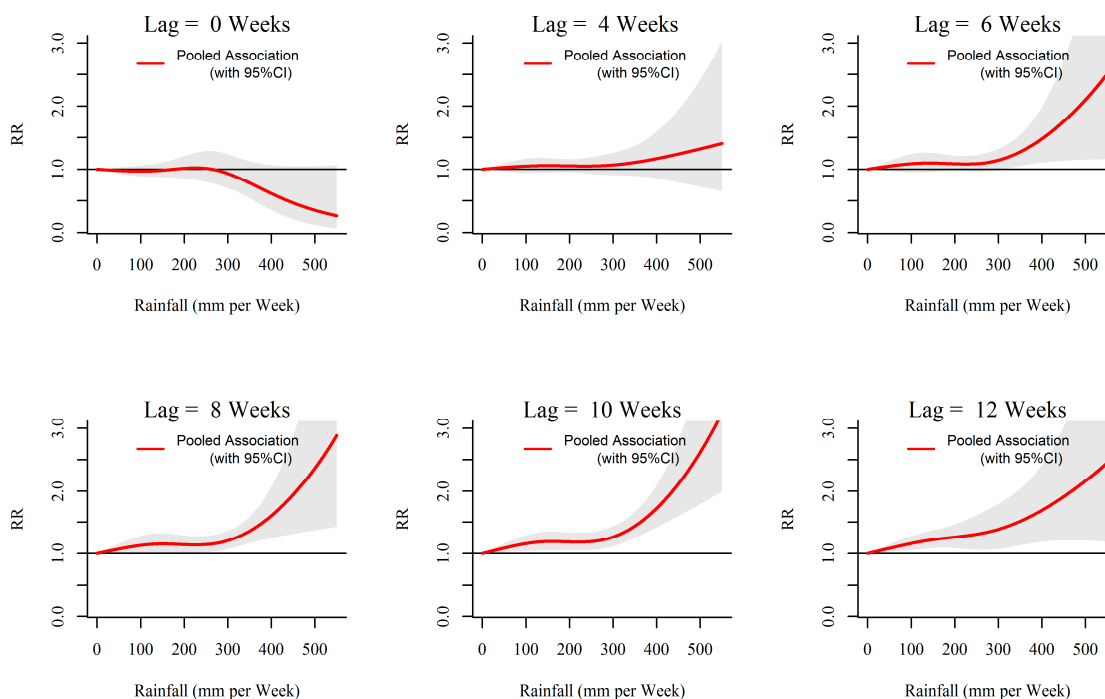 Lag = 0 Weeks
Pooled Association
(with 95%CI)
RR
0.0 1.0 2.0 3.0
0 100 200 300 400 500
Rainfall (mm per Week)
Lag = 4 Weeks
Pooled Association
(with 95%CI)
RR
0.0 1.0 2.0 3.0
0 100 200 300 400 500
Rainfall (mm per Week)
Lag = 6 Weeks
Pooled Association
(with 95%CI)
RR
0.0 1.0 2.0 3.0
0 100 200 300 400 500
Rainfall (mm per Week)
Lag = 8 Weeks
Pooled Association
(with 95%CI)
RR
0.0 1.0 2.0 3.0
0 100 200 300 400 500
Rainfall (mm per Week)
Lag = 10 Weeks
Pooled Association
(with 95%CI)
RR
0.0 1.0 2.0 3.0
0 100 200 300 400 500
Rainfall (mm per Week)
Lag = 12 Weeks
Pooled Association
(with 95%CI)
RR
0.0 1.0 2.0 3.0
0 100 200 300 400 500
Rainfall (mm per Week)